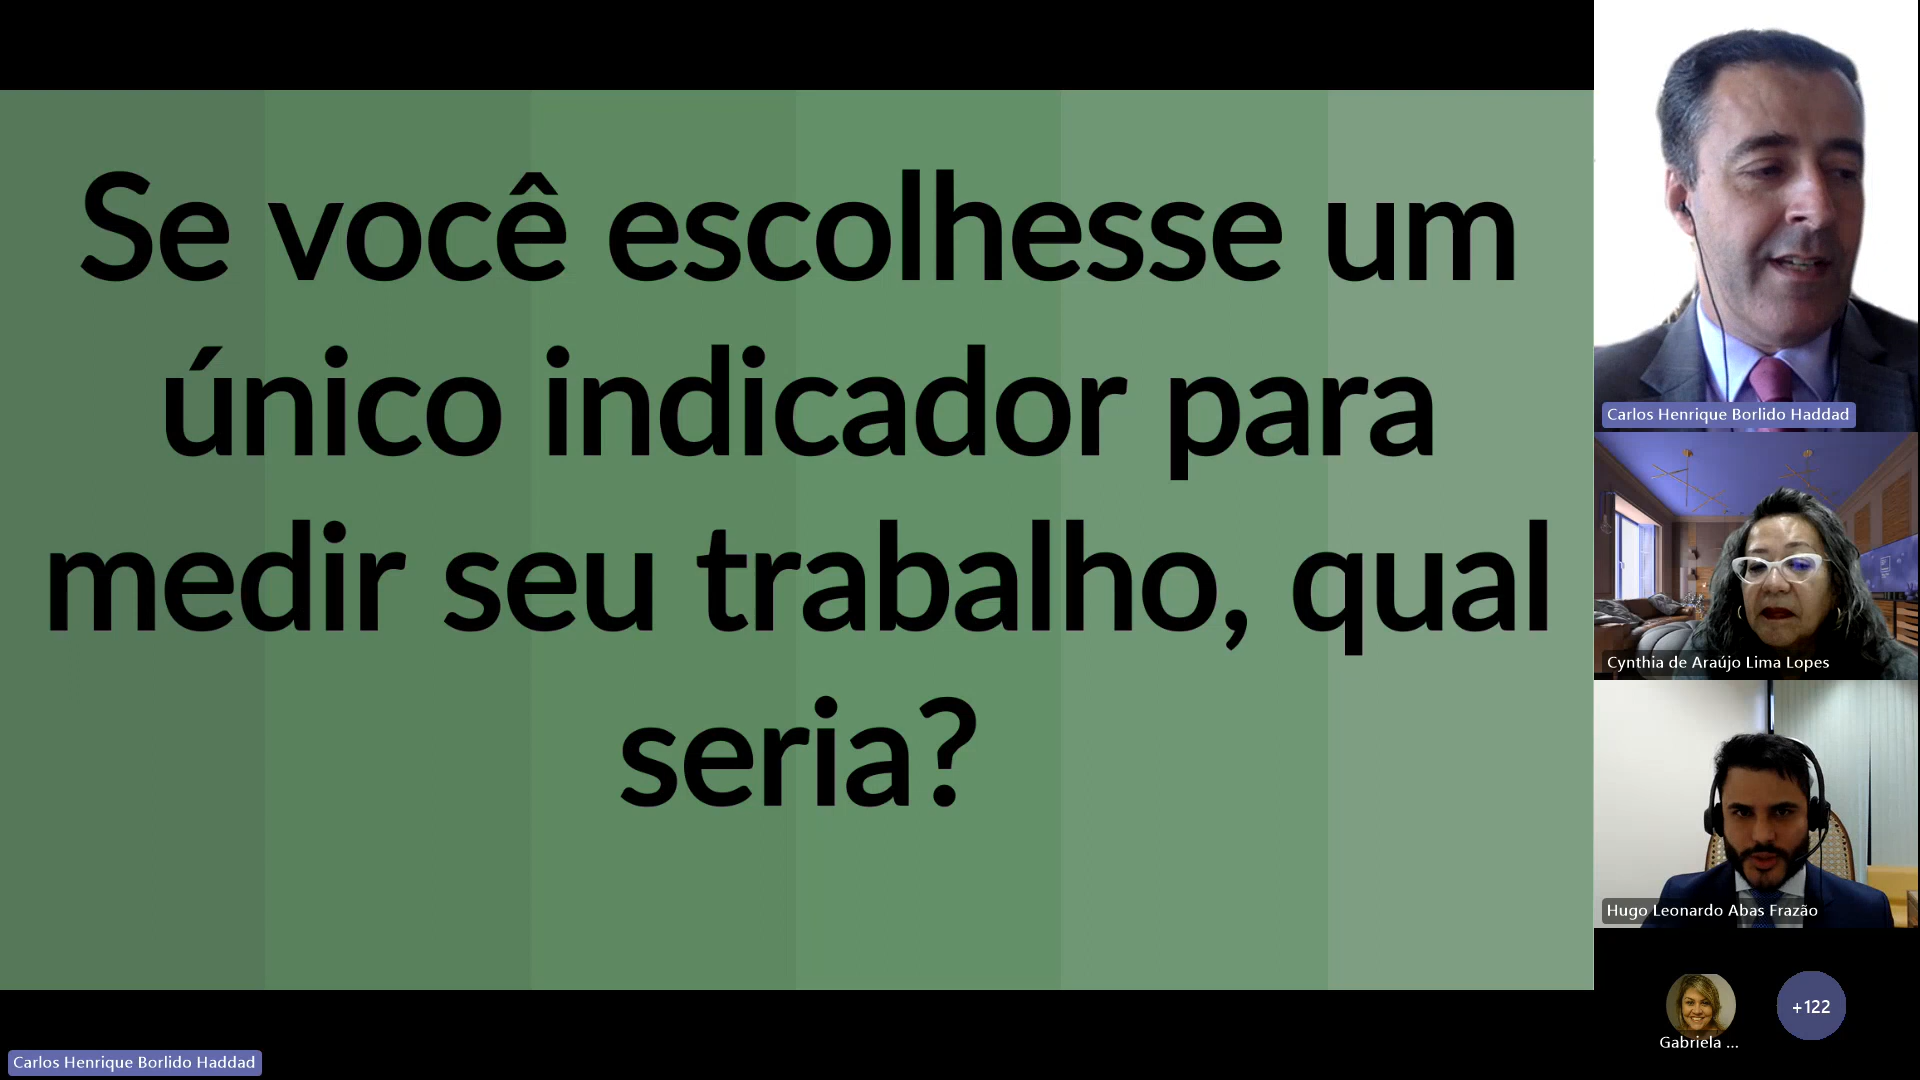 Se você escolhesse um
único indicador para
medir seu trabalho, qual
seria?
Carlos Henrique Borlido Haddad
Cynthia de Araújo Lima Lopes
Hugo Leonardo Abas Frazão
Gabriela ...
+122
Carlos Henrique Borlido Haddad